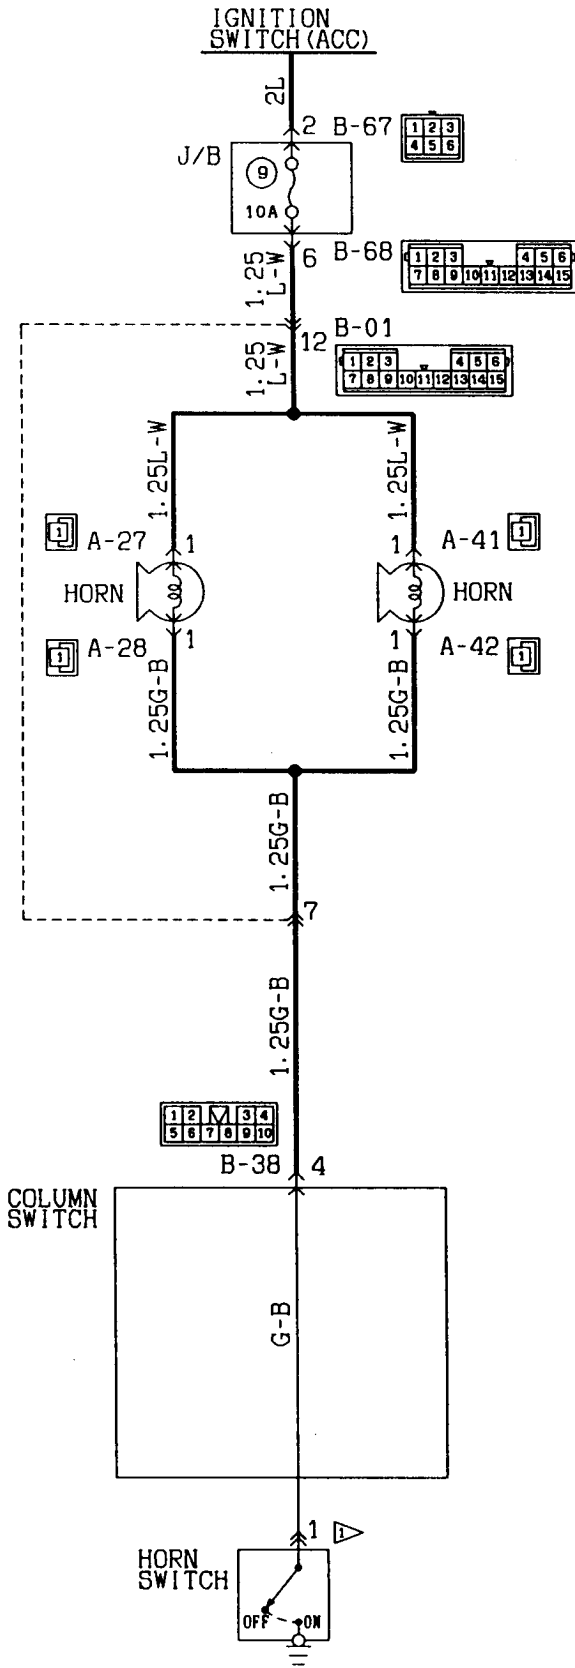 IGNITION
SWITCH(ACC)
2L
2 B-67
1 2 3
4 5 6
J/B
9
10A
6 B-68
1 2 3 4 5 6
7 8 9 10 11 12 13 14 15
1.25
L-W
12 B-01
1 2 3 4 5 6
7 8 9 10 11 12 13 14 15
1.25
L-W
1.25L-W
1.25L-W
1 A-27 1
1 A-41 1
HORN
HORN
1 A-28 1
1 A-42 1
1.25G-B
1.25G-B
1.25G-B
7
1.25G-B
1 2 3 4
5 6 7 8 9 10
B-38 4
COLUMN
SWITCH
G-B
1 1
HORN
SWITCH
OFF ON